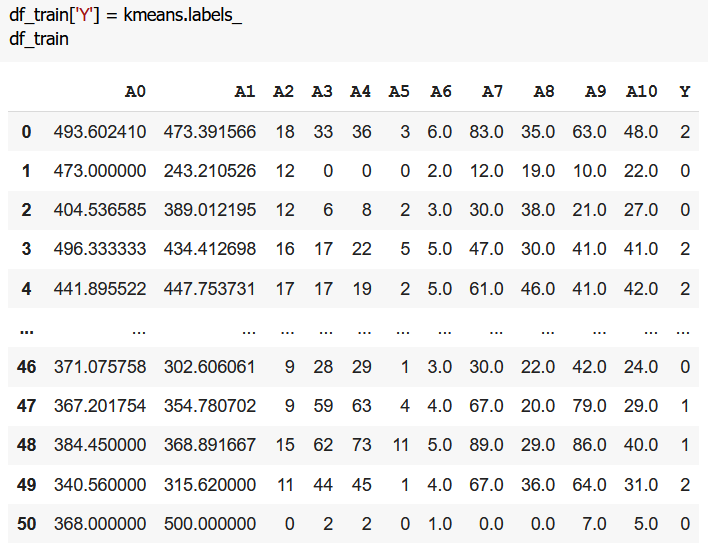 df_train['Y'] = kmeans.labels_
df_train
A0 A1 A2 A3 A4 A5 A6 A7 A8 A9 A10 Y
0 493.602410 473.391566 18 33 36 3 6.0 83.0 35.0 63.0 48.0 2
1 473.000000 243.210526 12 0 0 0 2.0 12.0 19.0 10.0 22.0 0
2 404.536585 389.012195 12 6 8 2 3.0 30.0 38.0 21.0 27.0 0
3 496.333333 434.412698 16 17 22 5 5.0 47.0 30.0 41.0 41.0 2
4 441.895522 447.753731 17 17 19 2 5.0 61.0 46.0 41.0 42.0 2
... ... ... ... ... ... ... ... ... ... ... ... ...
46 371.075758 302.606061 9 28 29 1 3.0 30.0 22.0 42.0 24.0 0
47 367.201754 354.780702 9 59 63 4 4.0 67.0 20.0 79.0 29.0 1
48 384.450000 368.891667 15 62 73 11 5.0 89.0 29.0 86.0 40.0 1
49 340.560000 315.620000 11 44 45 1 4.0 67.0 36.0 64.0 31.0 2
50 368.000000 500.000000 0 2 2 0 1.0 0.0 0.0 7.0 5.0 0